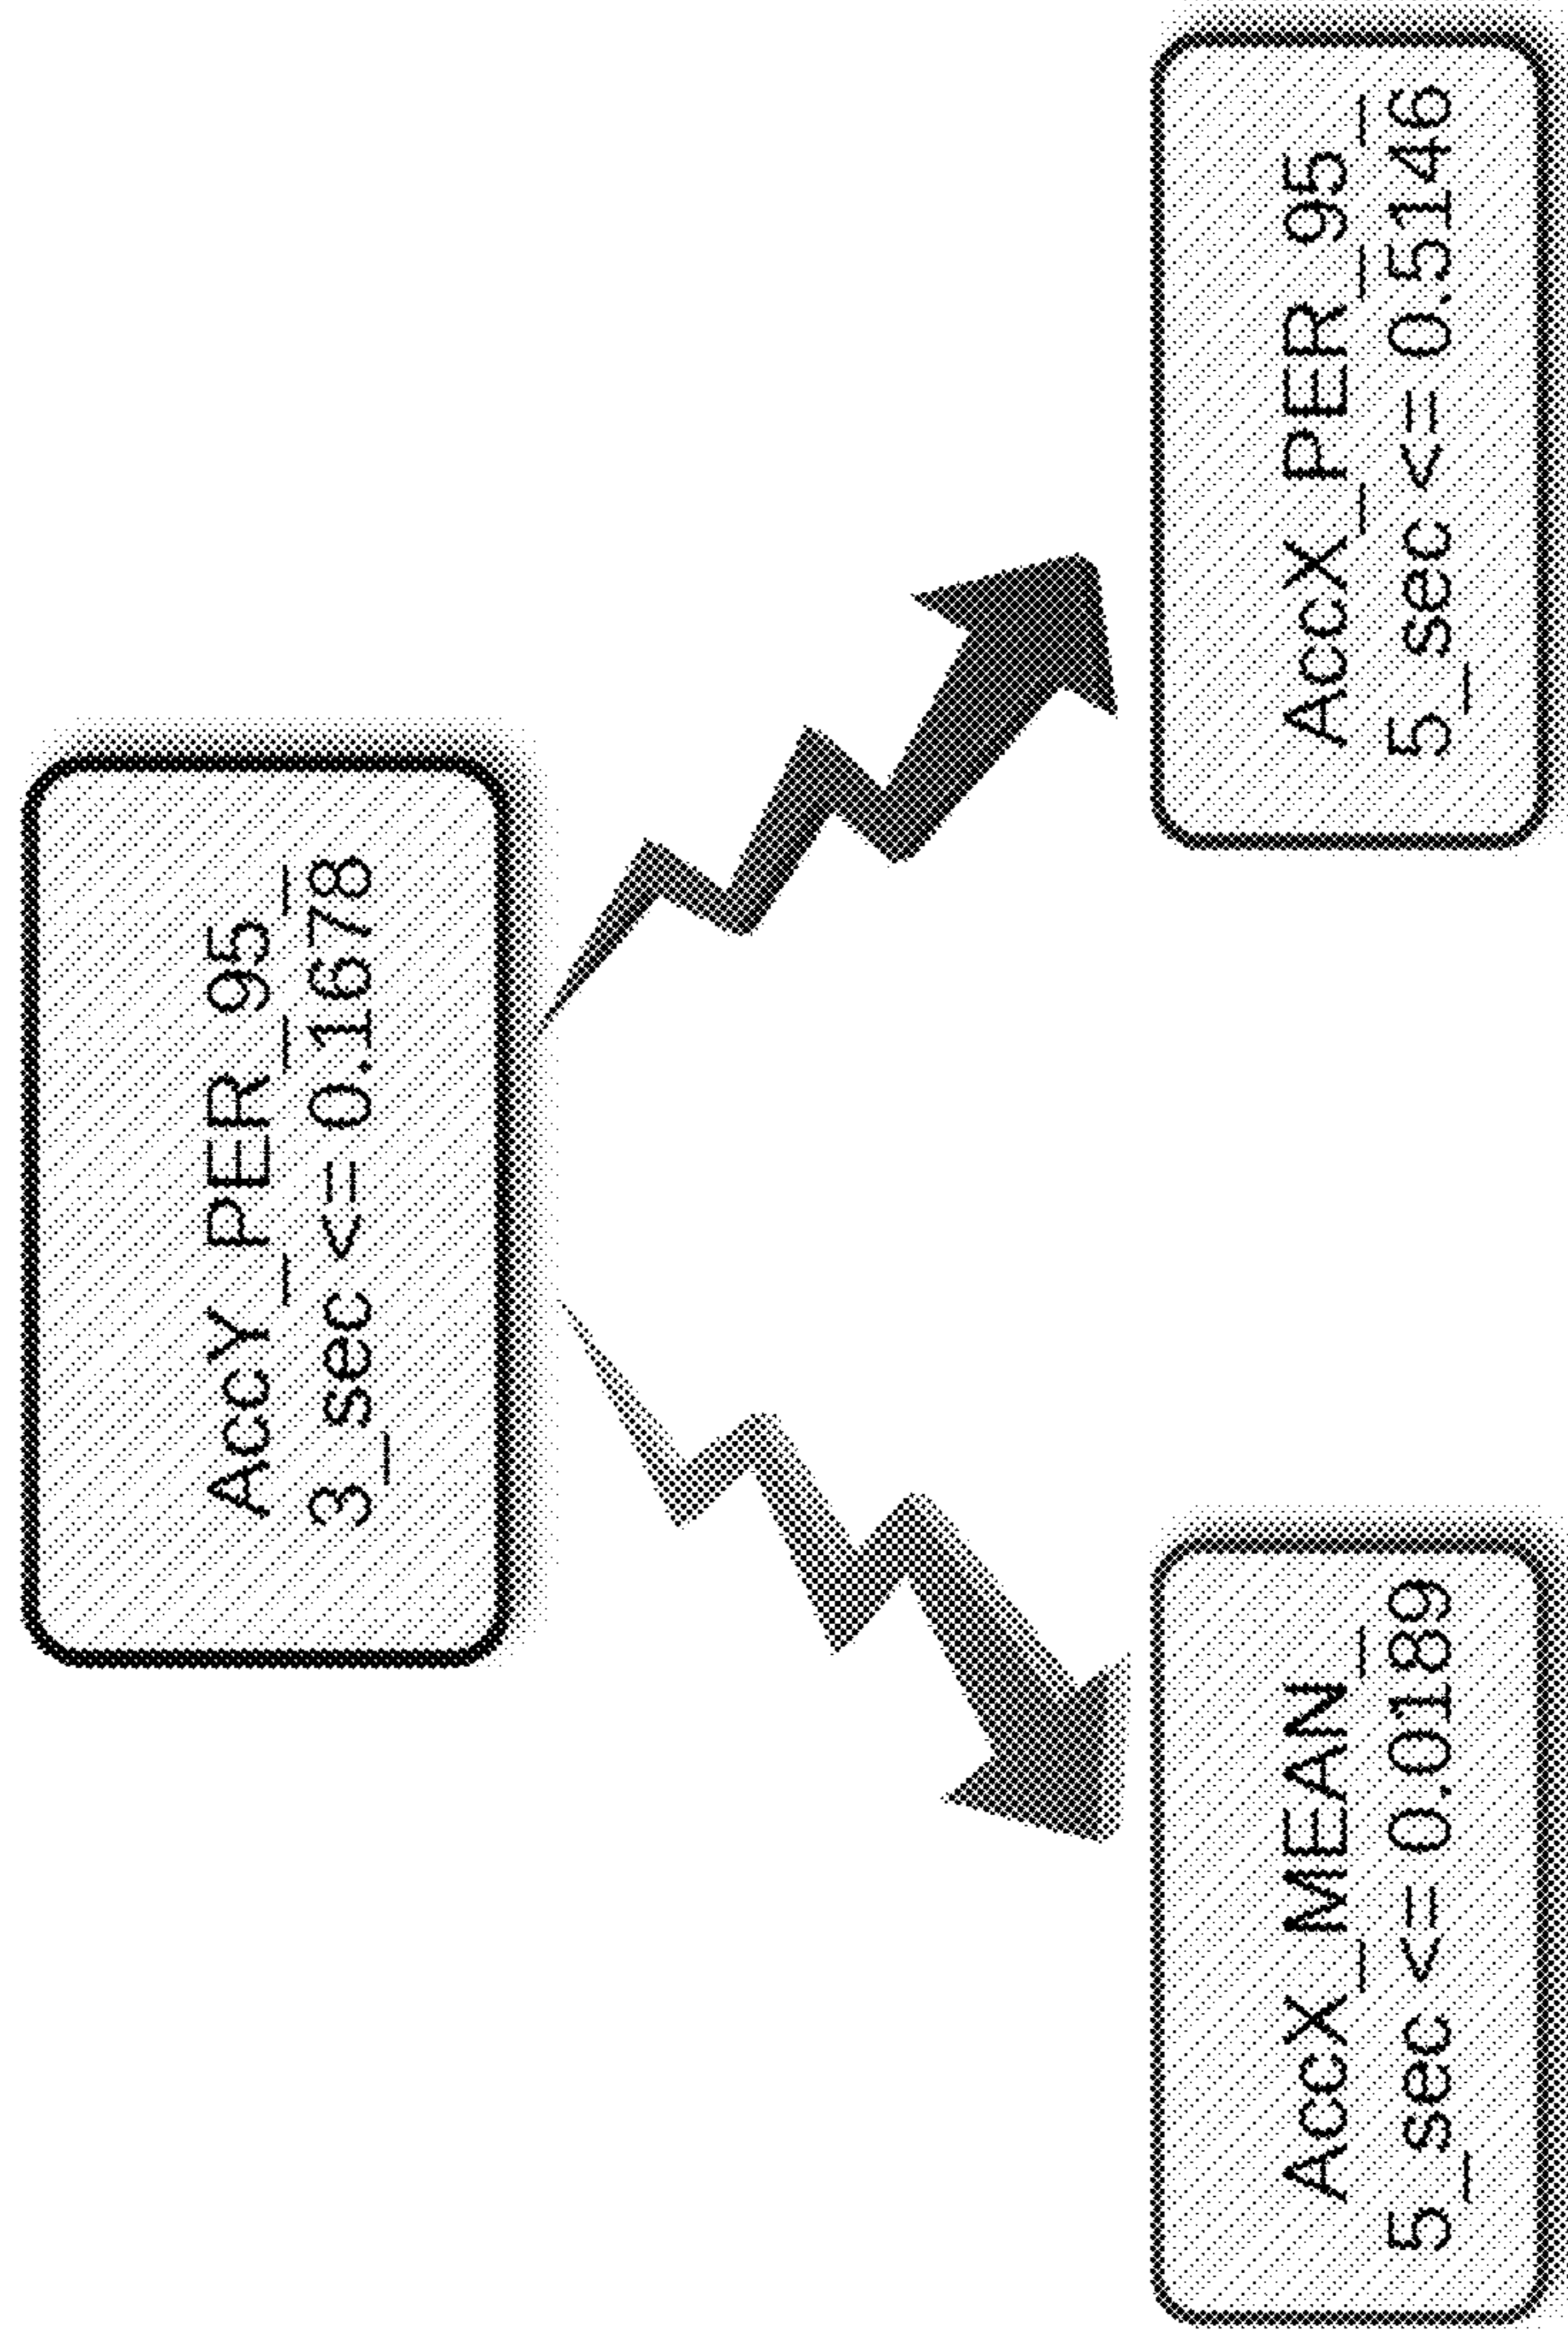 AccY_PER_95_
3_sec <= 0.1678
AccX_MEAN_
5_sec <= 0.0189
AccX_PER_95_
5_sec <= 0.5146